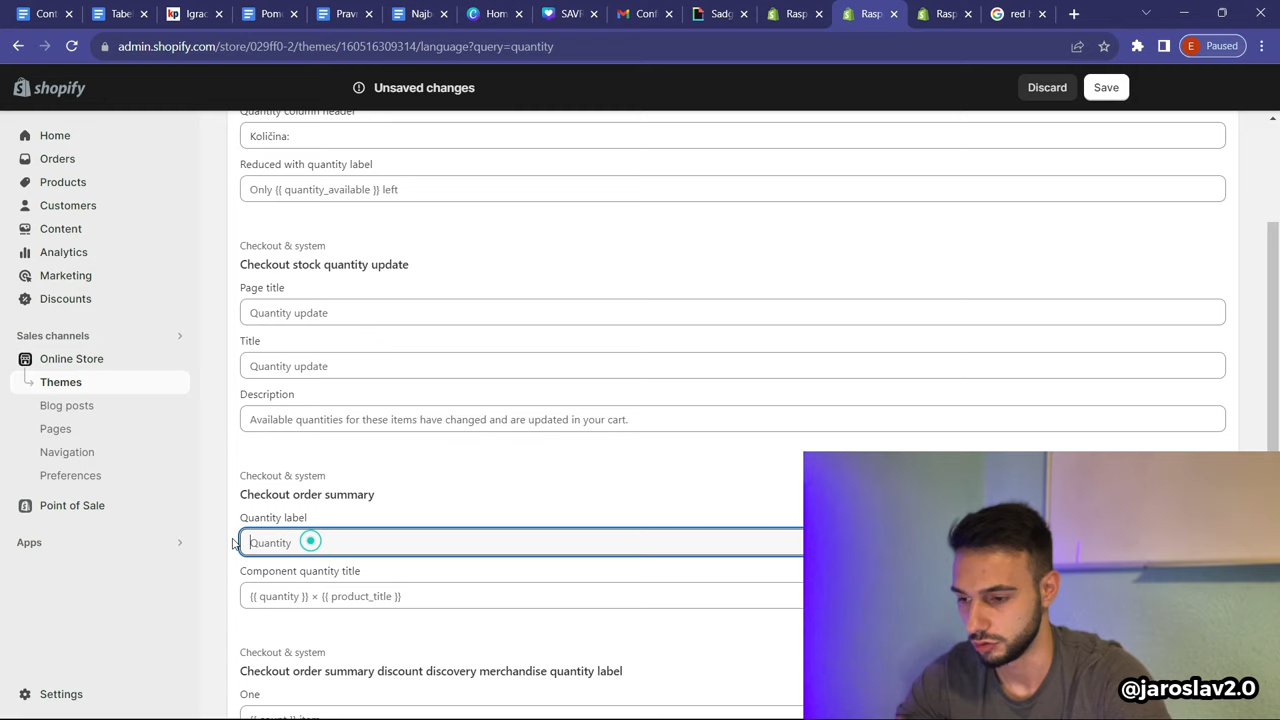 Con
Tabe
Igrac
Pom
Prav
Najb
Hom
SAVE
Conf
Sadg
Rasp
Rasp
Rasp
red l
admin.shopify.com/store/029ff0-2/themes/160516309314/language?query=quantity
E Paused
shopify
Unsaved changes
Discard
Save
Home
Orders
Products
Customers
Content
Analytics
Marketing
Discounts
Sales channels
Online Store
Themes
Blog posts
Pages
Navigation
Preferences
Point of Sale
Apps
Settings
Quantity column header
Količina:
Reduced with quantity label
Only {{ quantity_available }} left
Checkout & system
Checkout stock quantity update
Page title
Quantity update
Title
Quantity update
Description
Available quantities for these items have changed and are updated in your cart.
Checkout & system
Checkout order summary
Quantity label
Quantity
Component quantity title
{{ quantity }} × {{ product_title }}
Checkout & system
Checkout order summary discount discovery merchandise quantity label
One
{{ count }} item
@jaroslav2.0